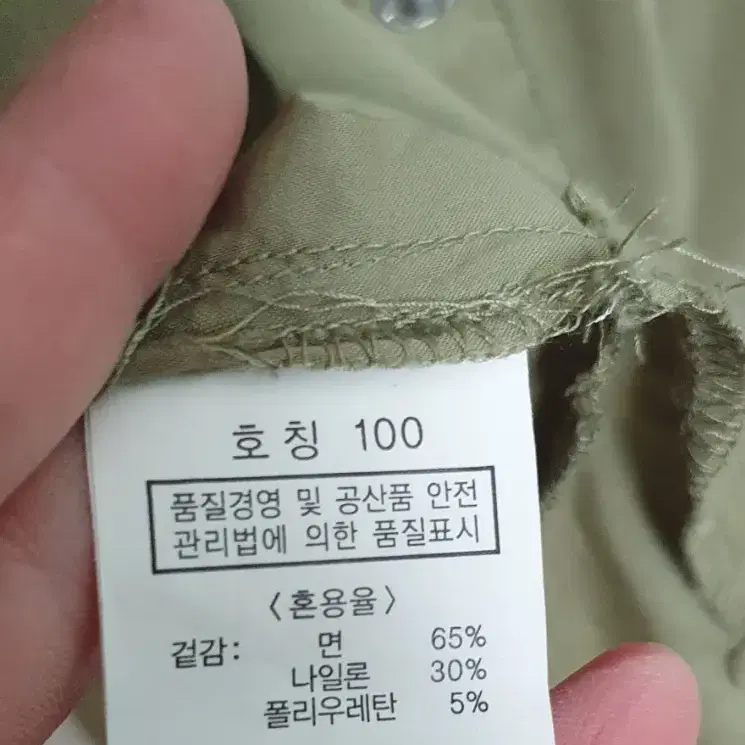 호칭 100
품질경영 및 공산품 안전
관리법에 의한 품질표시
〈혼용율〉
겉감: 면 65%
나일론 30%
폴리우레탄 5%